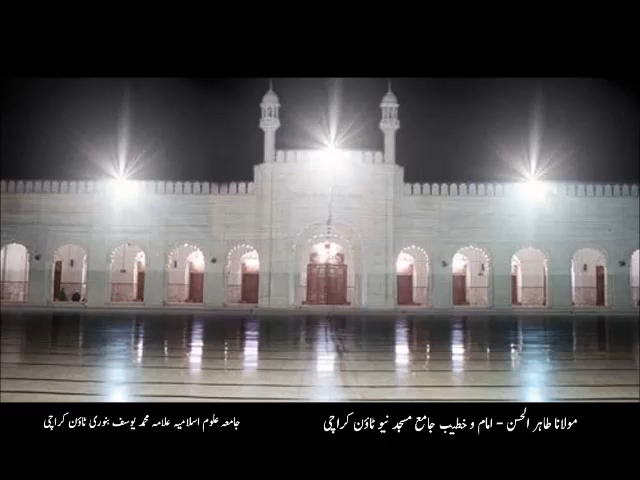 مولانا طاہر الحسن - امام و خطیب جامع مسجد نیو ٹاؤن کراچی
جامعہ علوم اسلامیہ علامہ محمد یوسف بنوری ٹاؤن کراچی